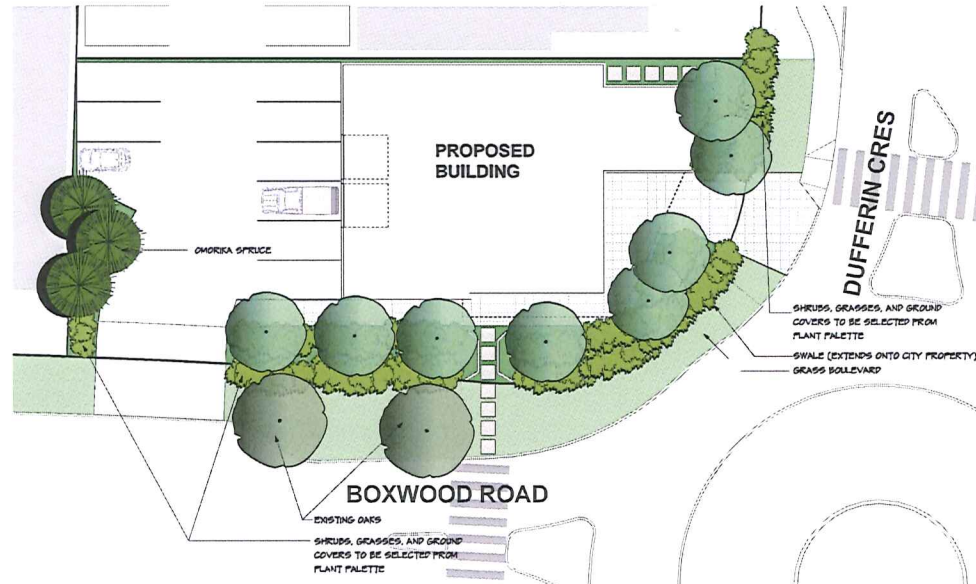 PROPOSED
BUILDING
DUFFERIN CRES
OMORIKA SPRUCE
SHRUBS, GRASSES, AND GROUND
COVERS TO BE SELECTED FROM
PLANT PALETTE
SWALE (EXTENDS ONTO CITY PROPERTY)
GRASS BOULEVARD
BOXWOOD ROAD
EXISTING OAKS
SHRUBS, GRASSES, AND GROUND
COVERS TO BE SELECTED FROM
PLANT PALETTE